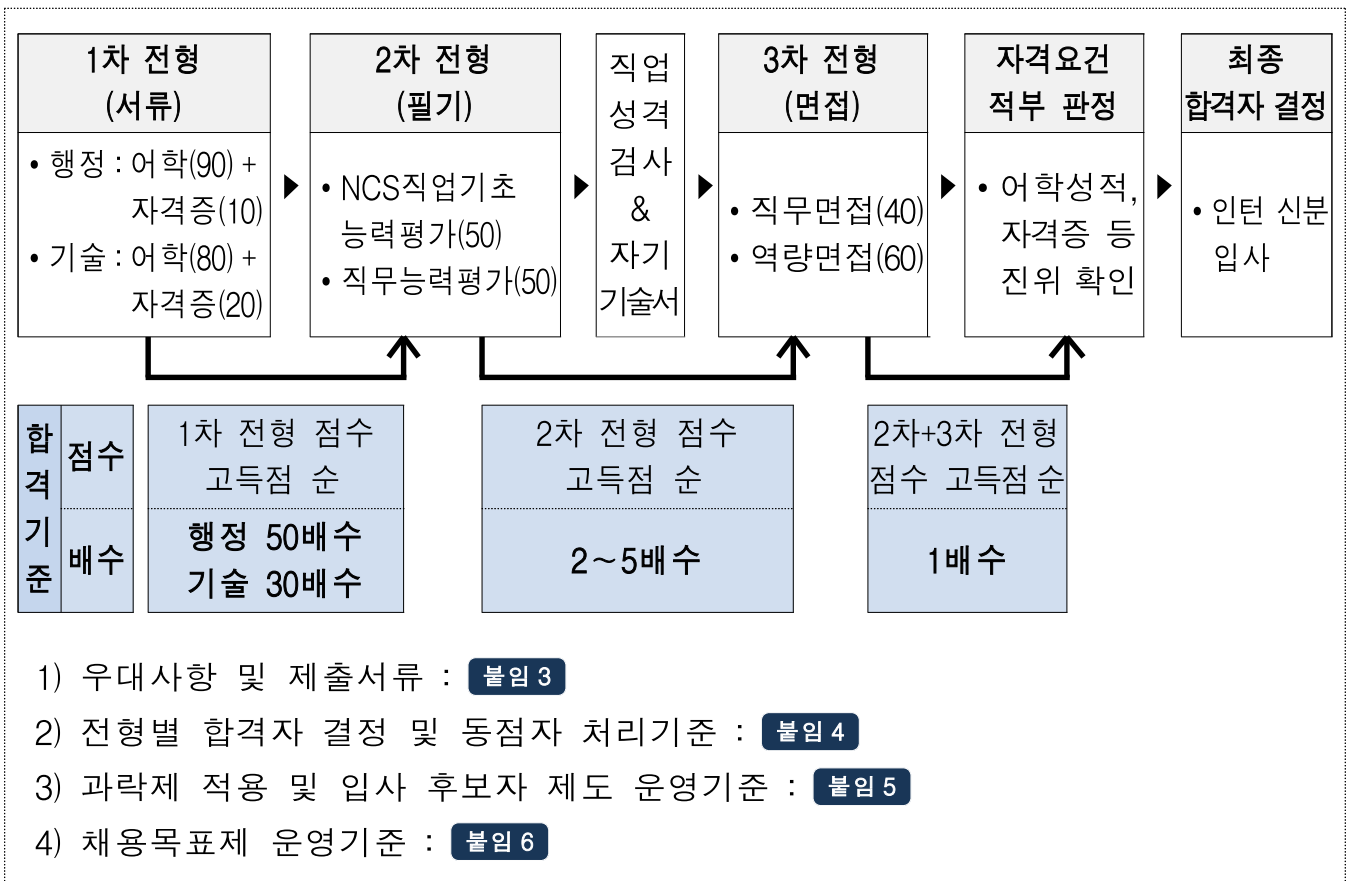 1차 전형
(서류)
• 행정 : 어학(90) +
자격증(10)
• 기술 : 어학(80) +
자격증(20)
▶
2차 전형
(필기)
• NCS직업기초
능력평가(50)
• 직무능력평가(50)
▶
직업
성격
검사
&
자기
기술서
▶
3차 전형
(면접)
• 직무면접(40)
• 역량면접(60)
▶
자격요건
적부 판정
• 어학성적,
자격증 등
진위 확인
▶
최종
합격자 결정
• 인턴 신분
입사
합격기준
점수
1차 전형 점수
고득점 순
2차 전형 점수
고득점 순
2차+3차 전형
점수 고득점 순
배수
행정 50배수
기술 30배수
2～5배수
1배수
1) 우대사항 및 제출서류 : 붙임 3
2) 전형별 합격자 결정 및 동점자 처리기준 : 붙임 4
3) 과락제 적용 및 입사 후보자 제도 운영기준 : 붙임 5
4) 채용목표제 운영기준 : 붙임 6